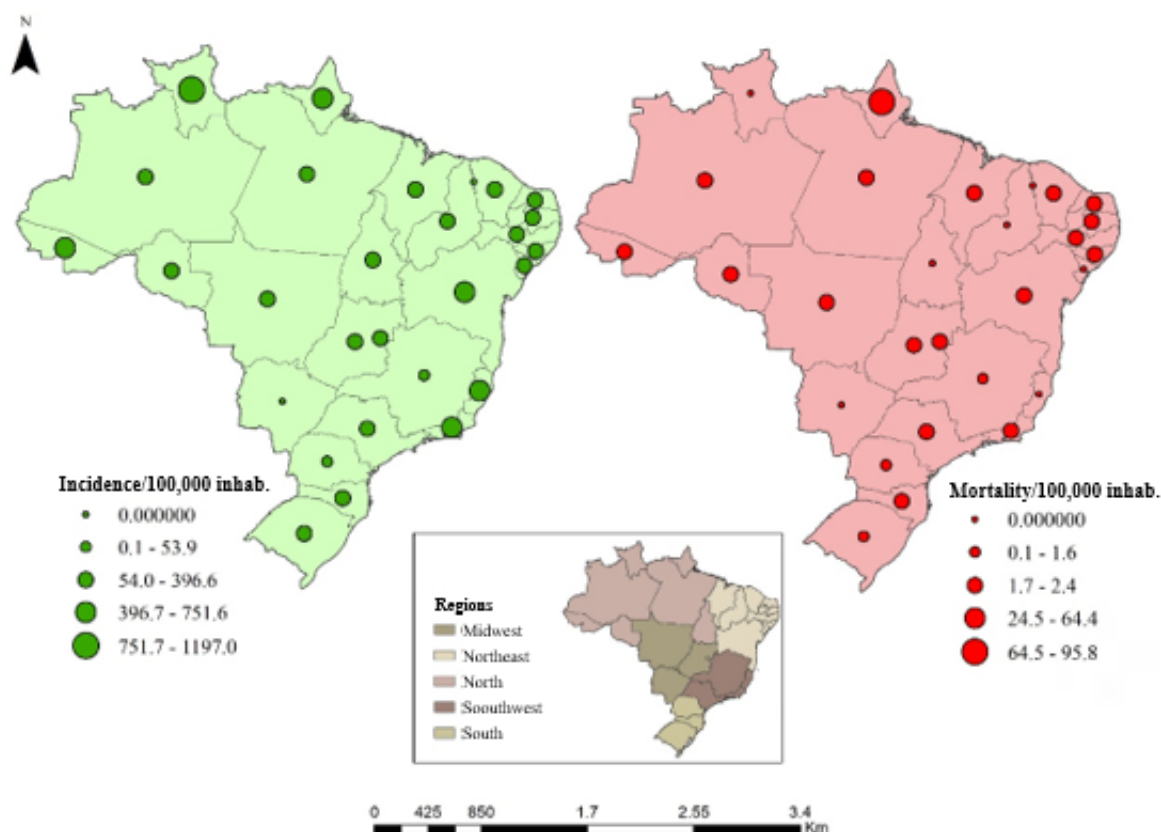 N
Incidence/100,000 inhab.
0.000000
0.1 - 53.9
54.0 - 396.6
396.7 - 751.6
751.7 - 1197.0
Mortality/100,000 inhab.
0.000000
0.1 - 1.6
1.7 - 2.4
24.5 - 64.4
64.5 - 95.8
Regions
Midwest
Northeast
North
Soouthwest
South
0 425 850 1.7 2.55 3.4
Km